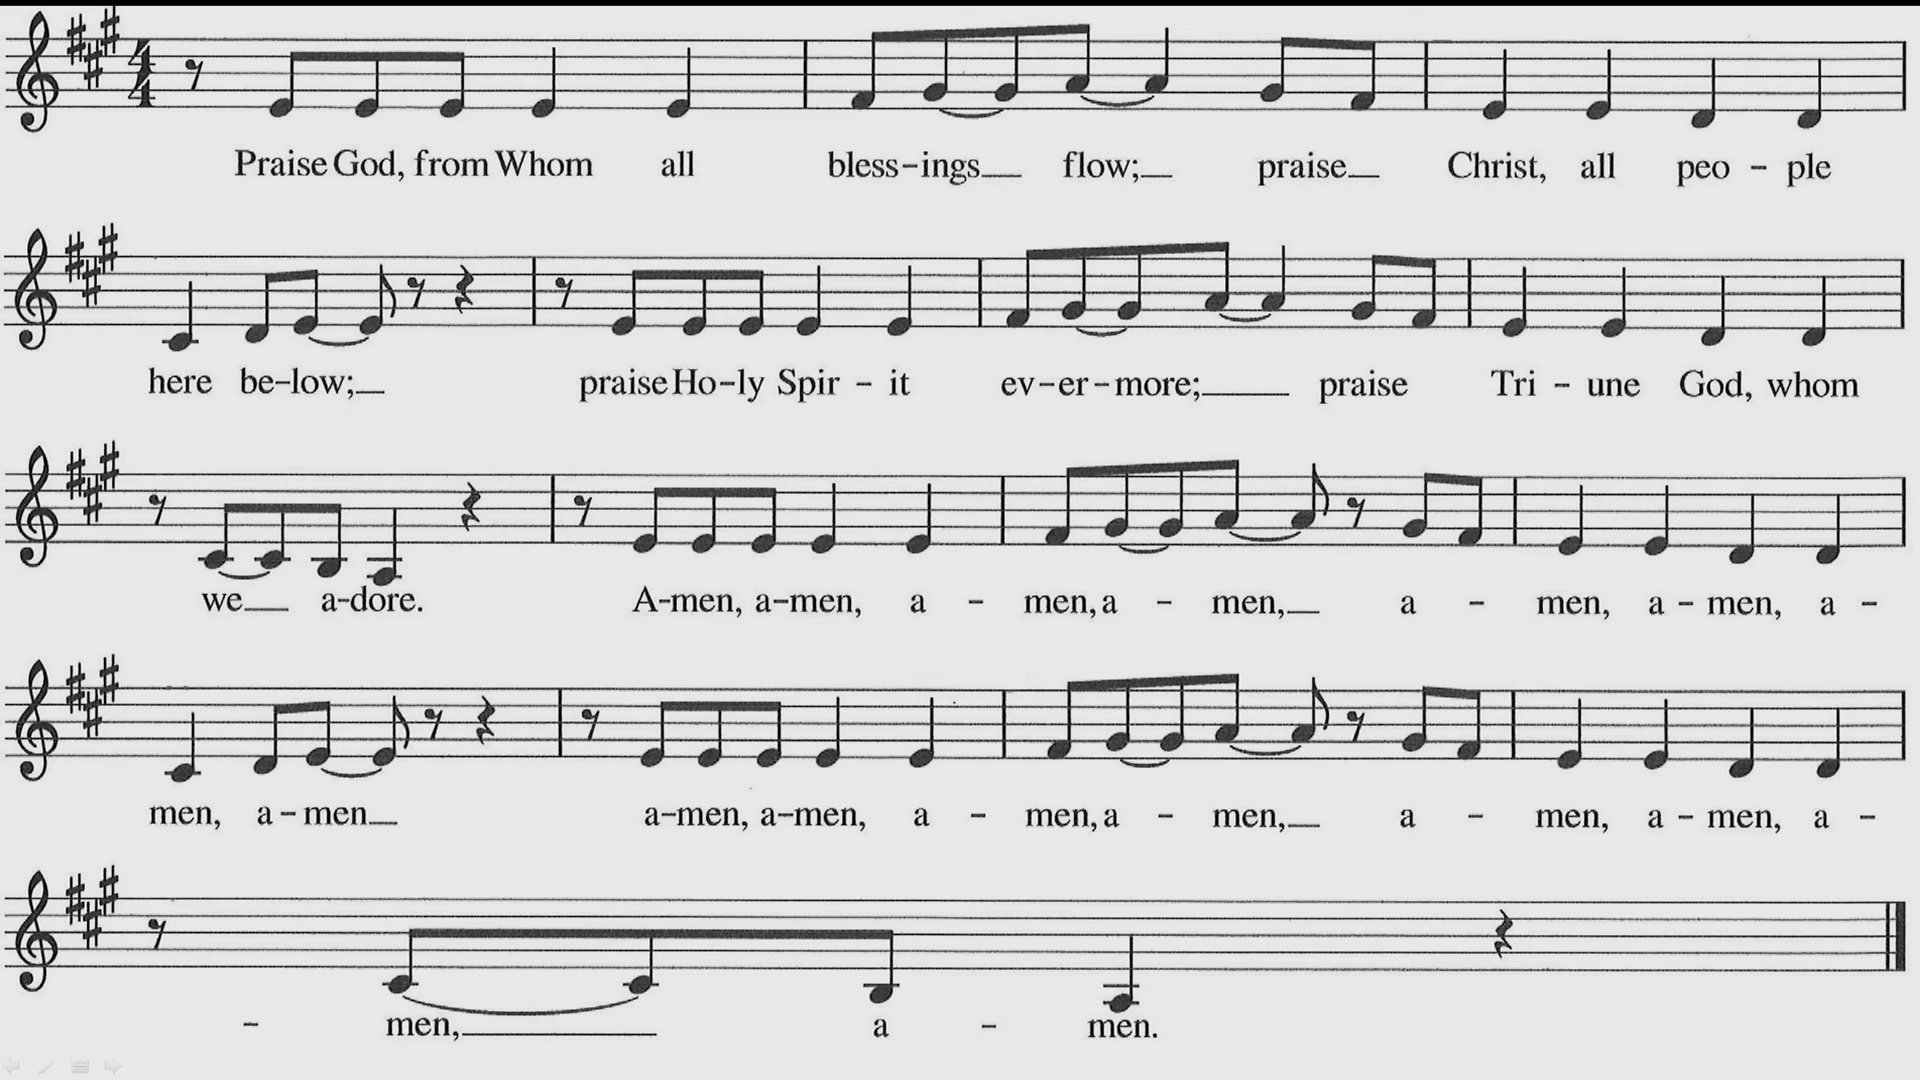 Praise God, from Whom all bless-ings flow; praise Christ, all peo - ple
here be-low; praise Ho-ly Spir - it ev-er-more; praise Tri - une God, whom
we a-dore. A-men, a-men, a - men, a - men, a - men, a - men, a -
men, a - men a-men, a-men, a - men, a - men, a - men, a - men, a -
- men, a - men.